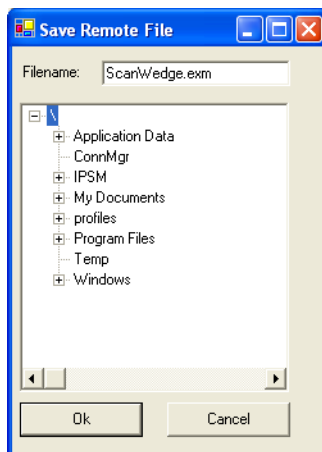 Save Remote File
Filename: ScanWedge.exm
\
Application Data
ConnMgr
IPSM
My Documents
profiles
Program Files
Temp
Windows
Ok Cancel